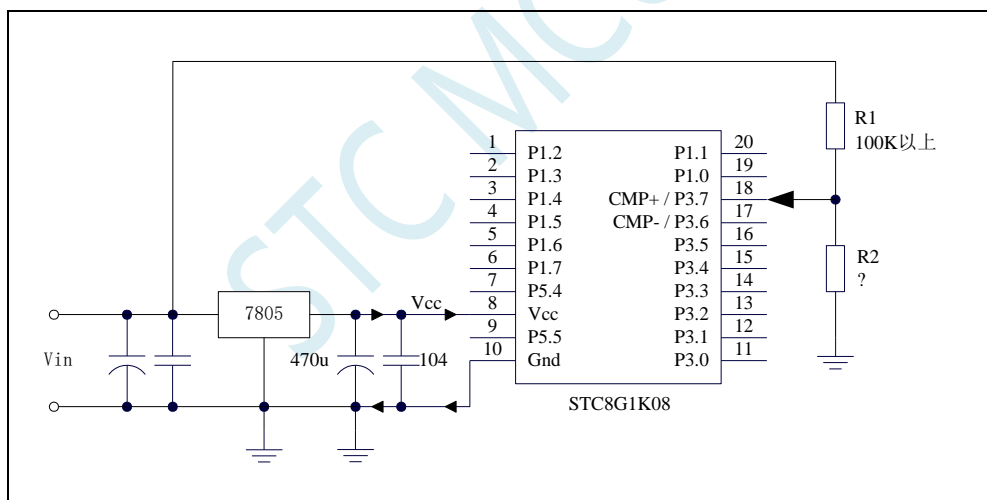 STC MCU
R1
100K以上
R2
?
1 P1.2 P1.1 20
2 P1.3 P1.0 19
3 P1.4 CMP+ / P3.7 18
4 P1.5 CMP- / P3.6 17
5 P1.6 P3.5 16
6 P1.7 P3.4 15
7 P5.4 P3.3 14
8 Vcc P3.2 13
9 P5.5 P3.1 12
10 Gnd P3.0 11
STC8G1K08
7805
Vcc
Vin
470u
104